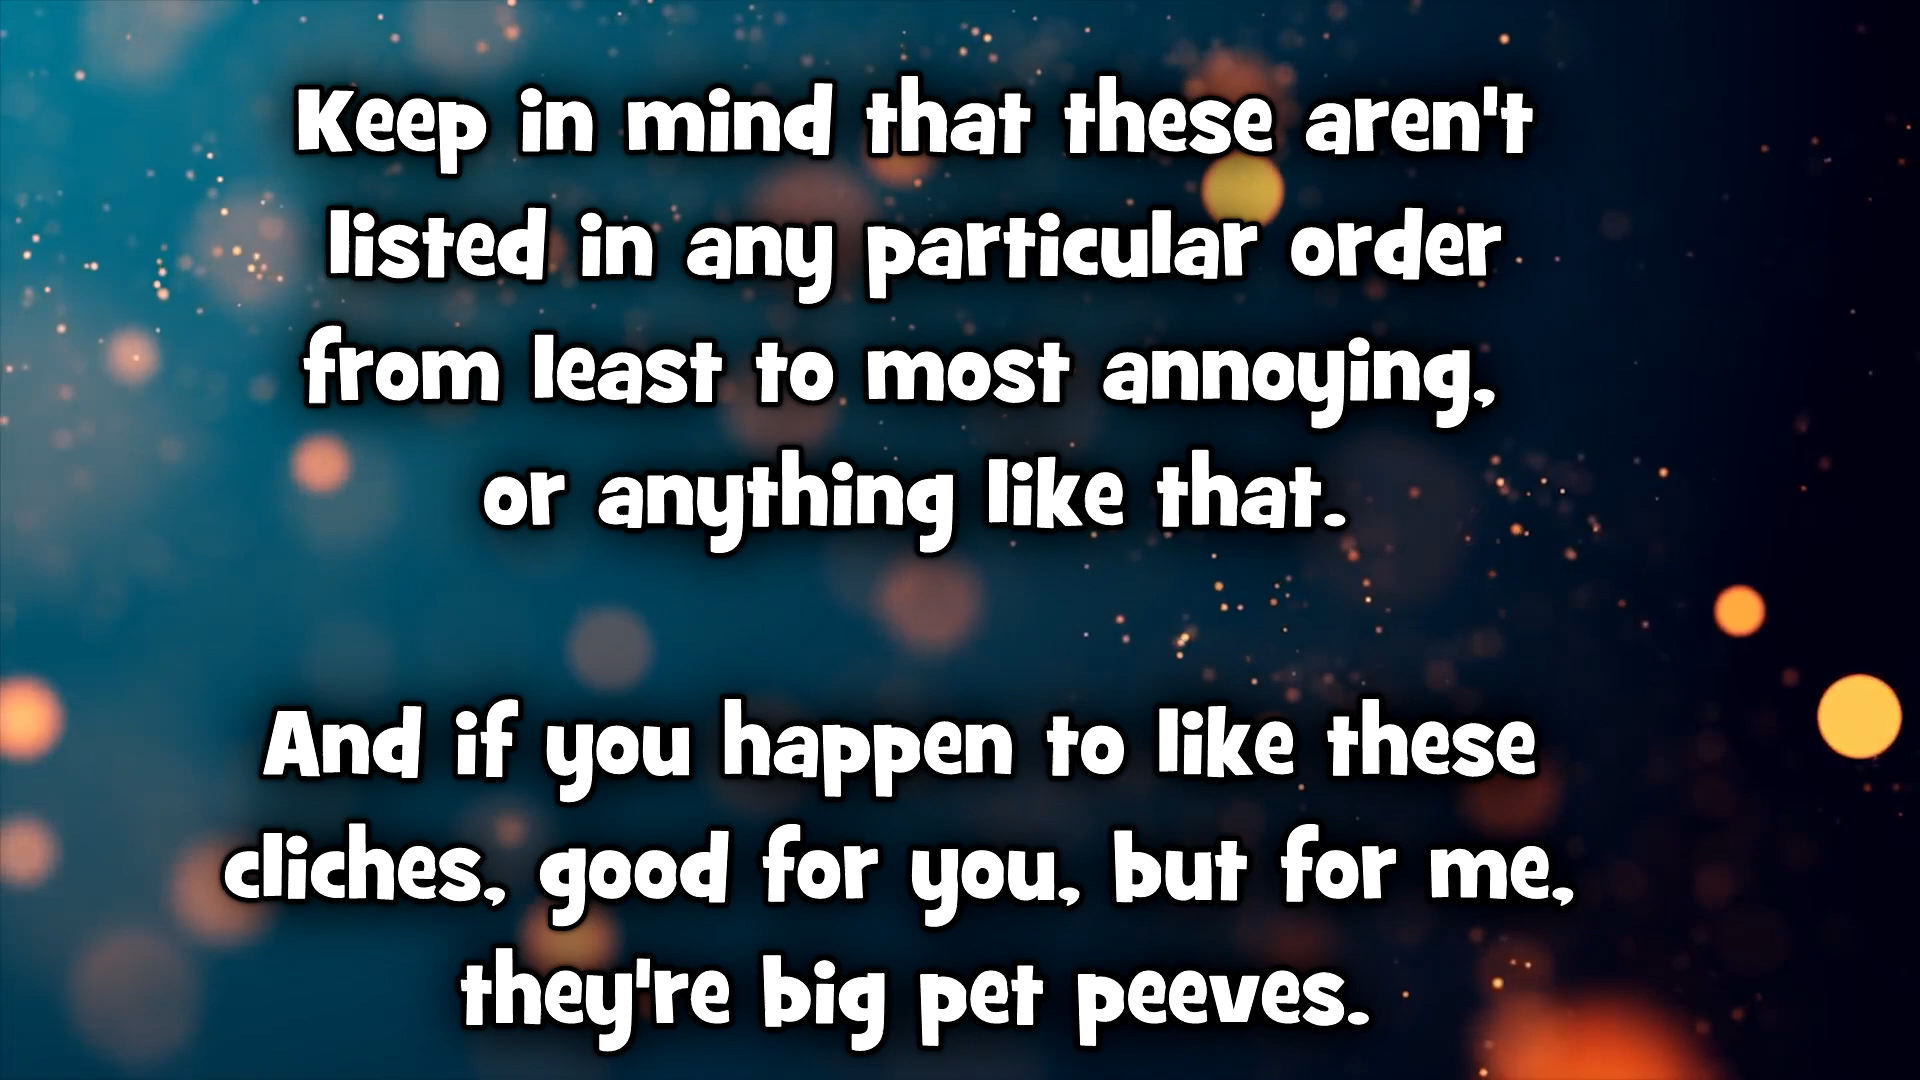 Keep in mind that these aren't
listed in any particular order
from least to most annoying,
or anything like that.
And if you happen to like these
cliches, good for you, but for me,
they're big pet peeves.